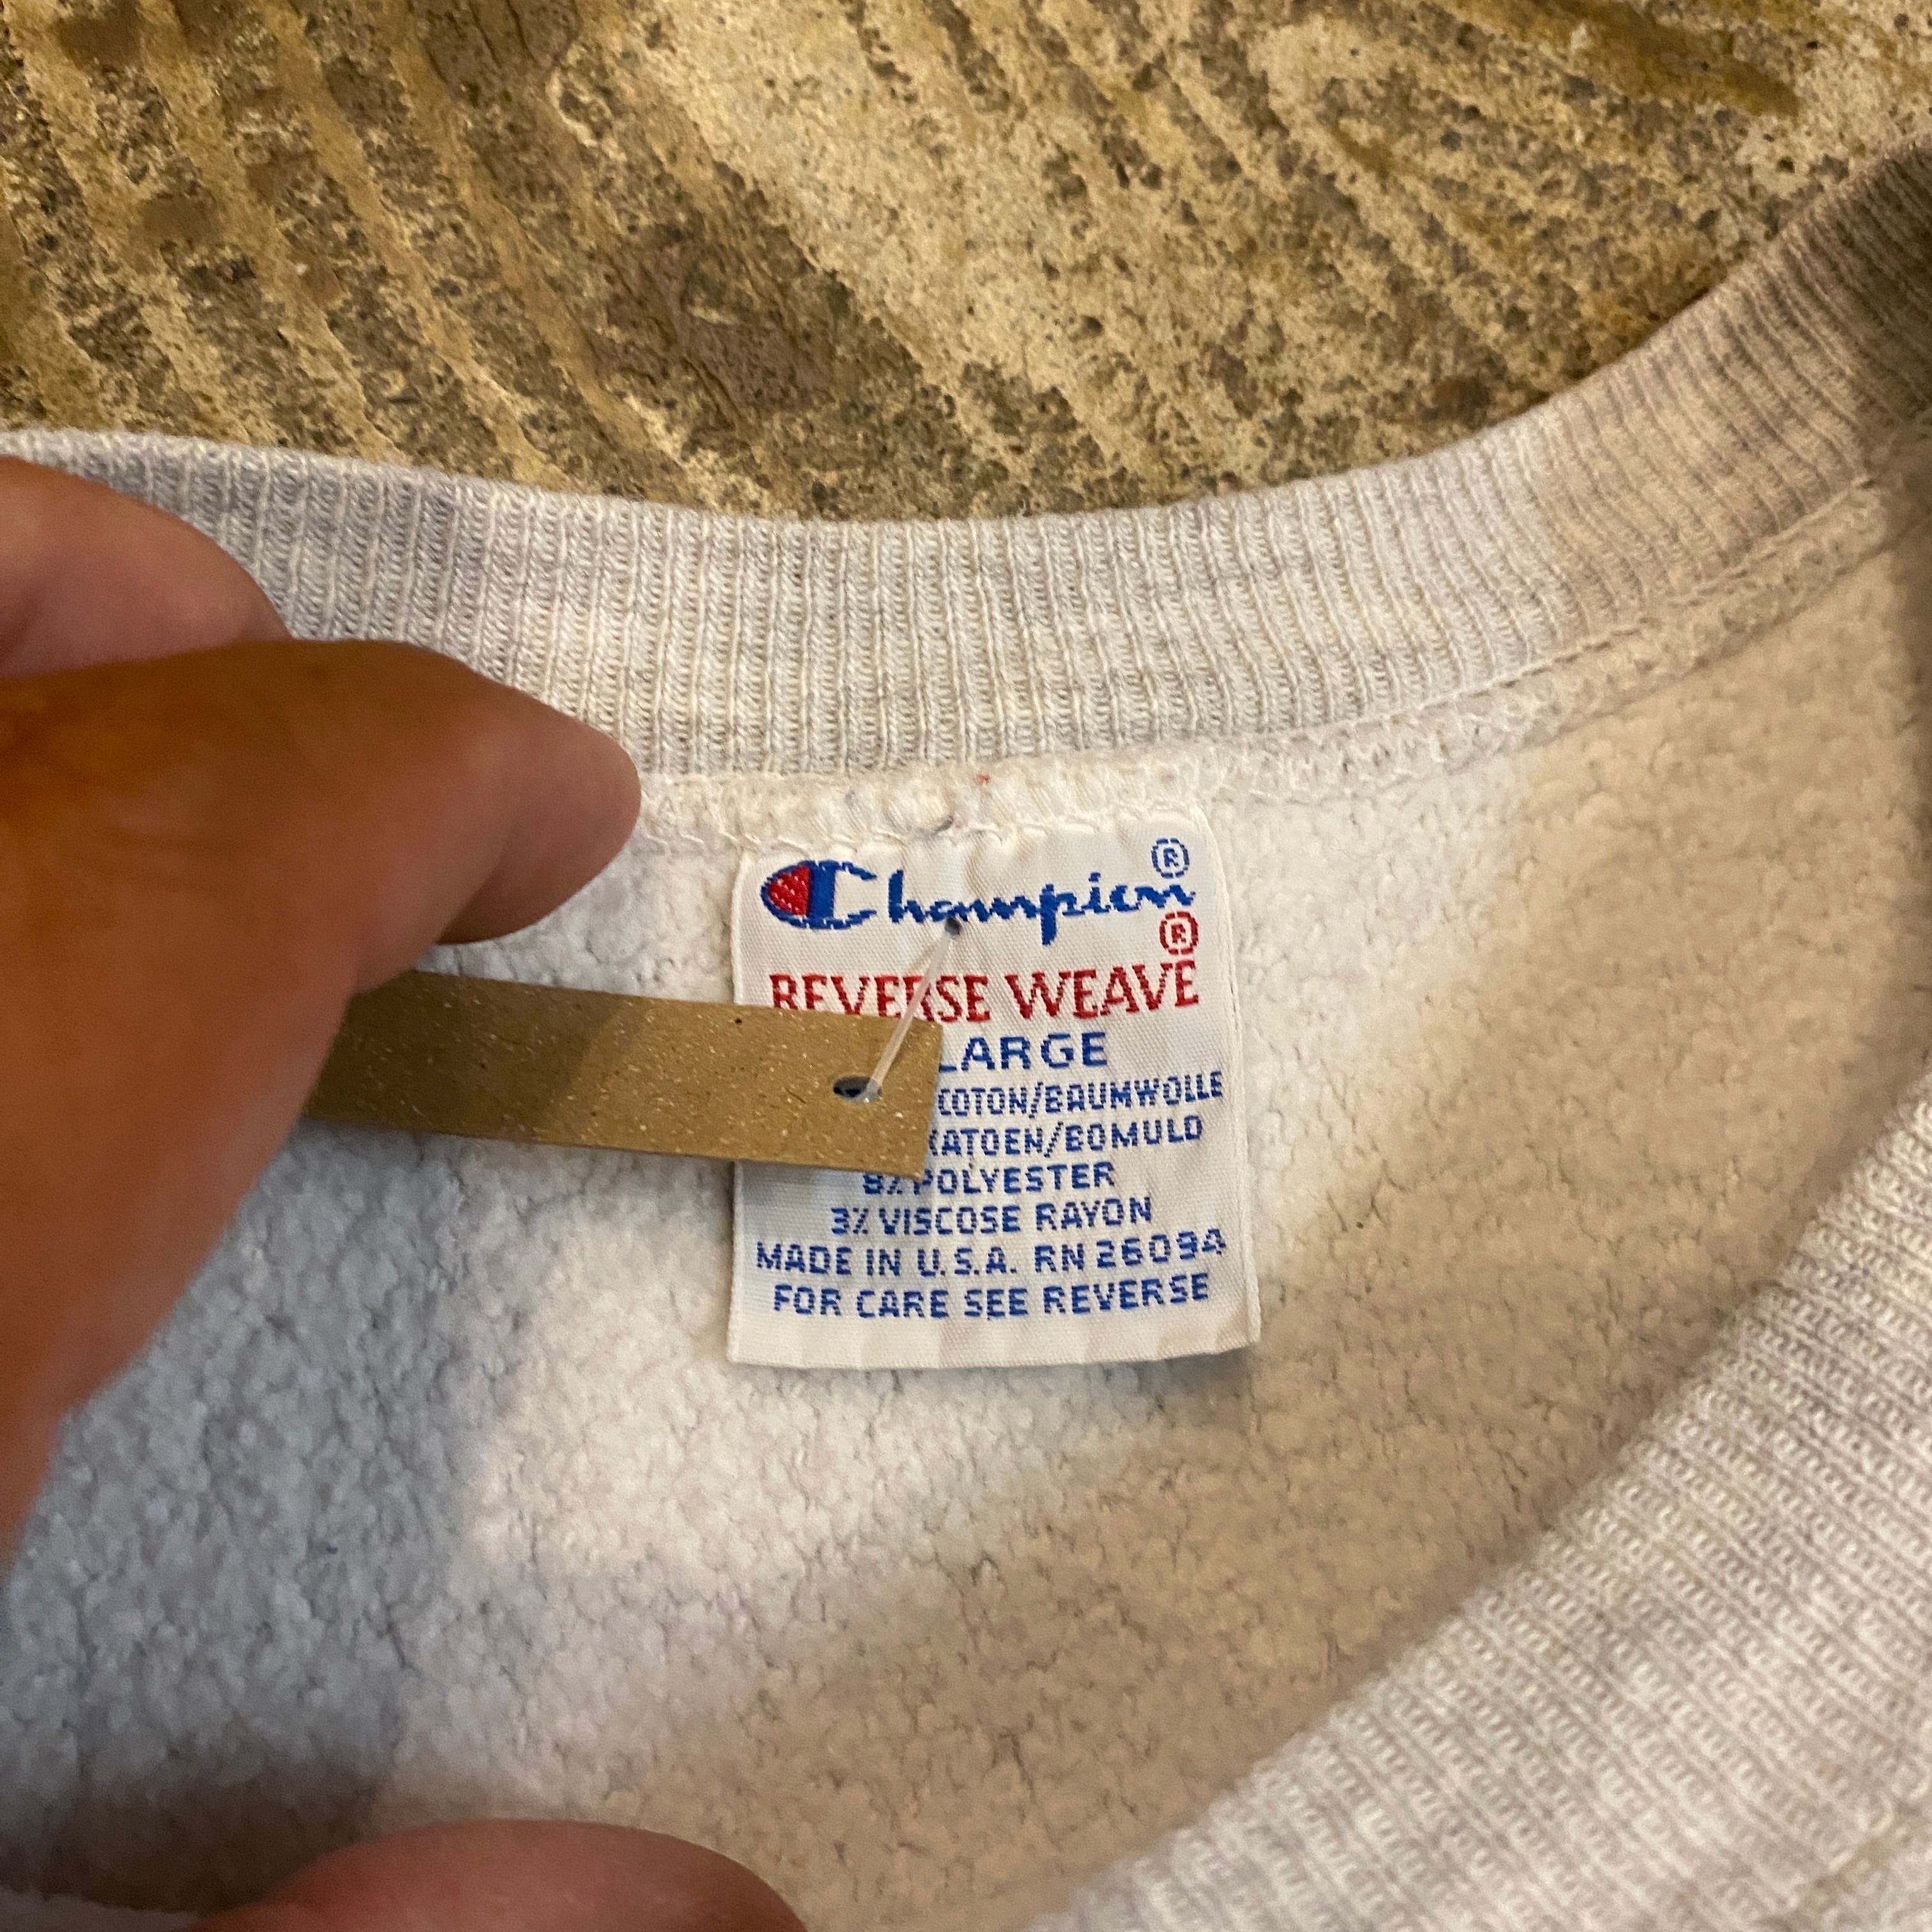 Champion ®
REVERSE WEAVE ®
LARGE
COTON/BAUMWOLLE
KATOEN/BOMULD
8% POLYESTER
3% VISCOSE RAYON
MADE IN U.S.A. RN 26094
FOR CARE SEE REVERSE